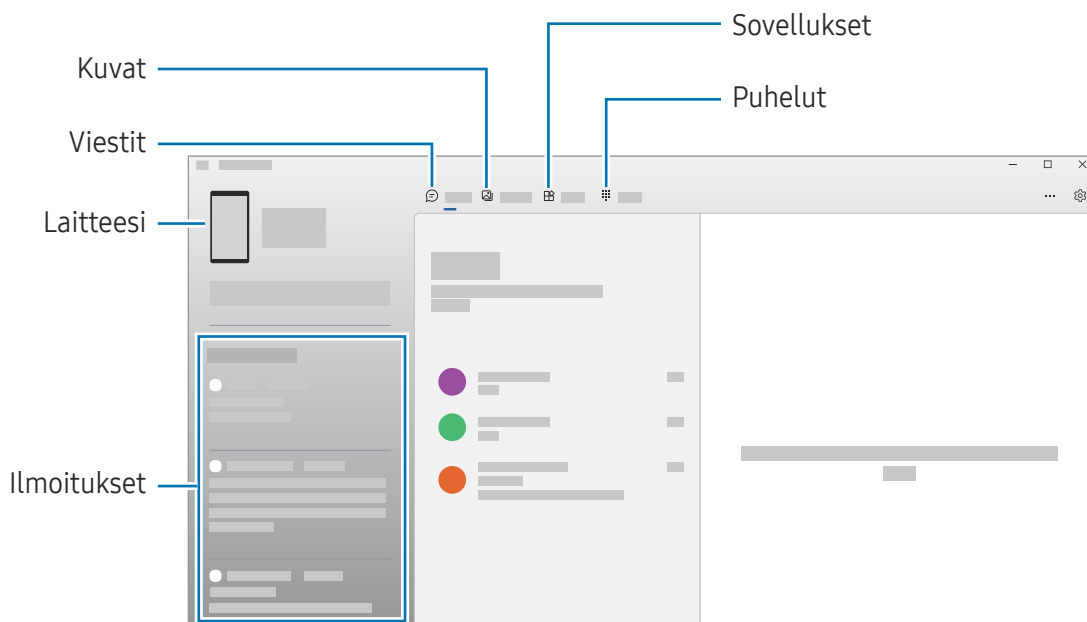 Sovellukset
Kuvat
Puhelut
Viestit
Laitteesi
Ilmoitukset